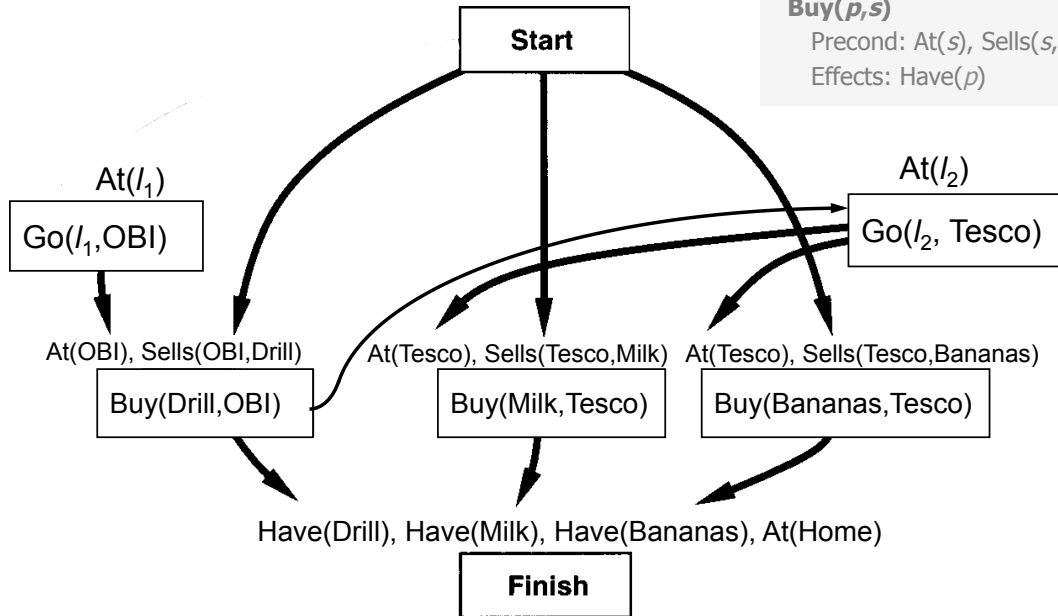 Buy(p,s)
Precond: At(s), Sells(s,
Effects: Have(p)
Start
At(l₁)
At(l₂)
Go(l₁,OBI)
Go(l₂, Tesco)
At(OBI), Sells(OBI,Drill)
At(Tesco), Sells(Tesco,Milk)
At(Tesco), Sells(Tesco,Bananas)
Buy(Drill,OBI)
Buy(Milk,Tesco)
Buy(Bananas,Tesco)
Have(Drill), Have(Milk), Have(Bananas), At(Home)
Finish